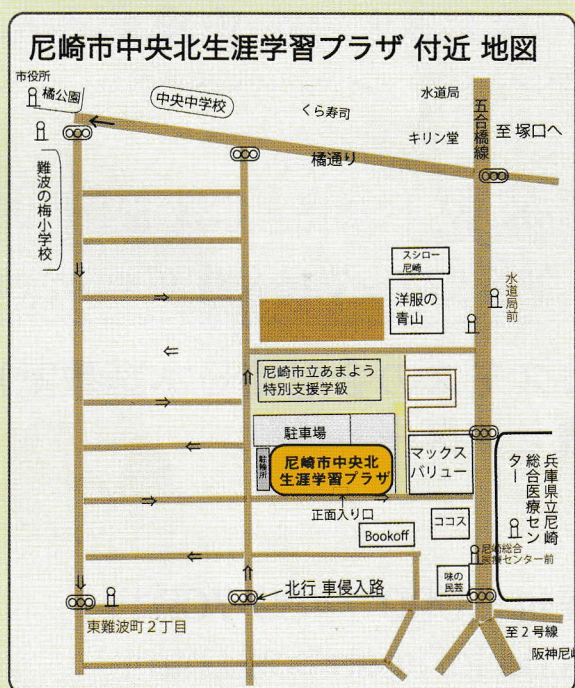 尼崎市中央北生涯学習プラザ 付近 地図
市役所
橘公園
中央中学校
くら寿司
水道局
キリン堂
五合橋線
至 塚口へ
橘通り
難波の梅小学校
スシロー
尼崎
洋服の
青山
水道局前
尼崎市立あまよう
特別支援学級
駐車場
駐輪所
尼崎市中央北
生涯学習プラザ
マックス
バリュー
兵庫県立尼崎
総合医療セン
ター
正面入り口
ココス
Bookoff
尼崎総合
医療センター前
味の
民芸
北行 車侵入路
東難波町2丁目
至2号線
阪神尼